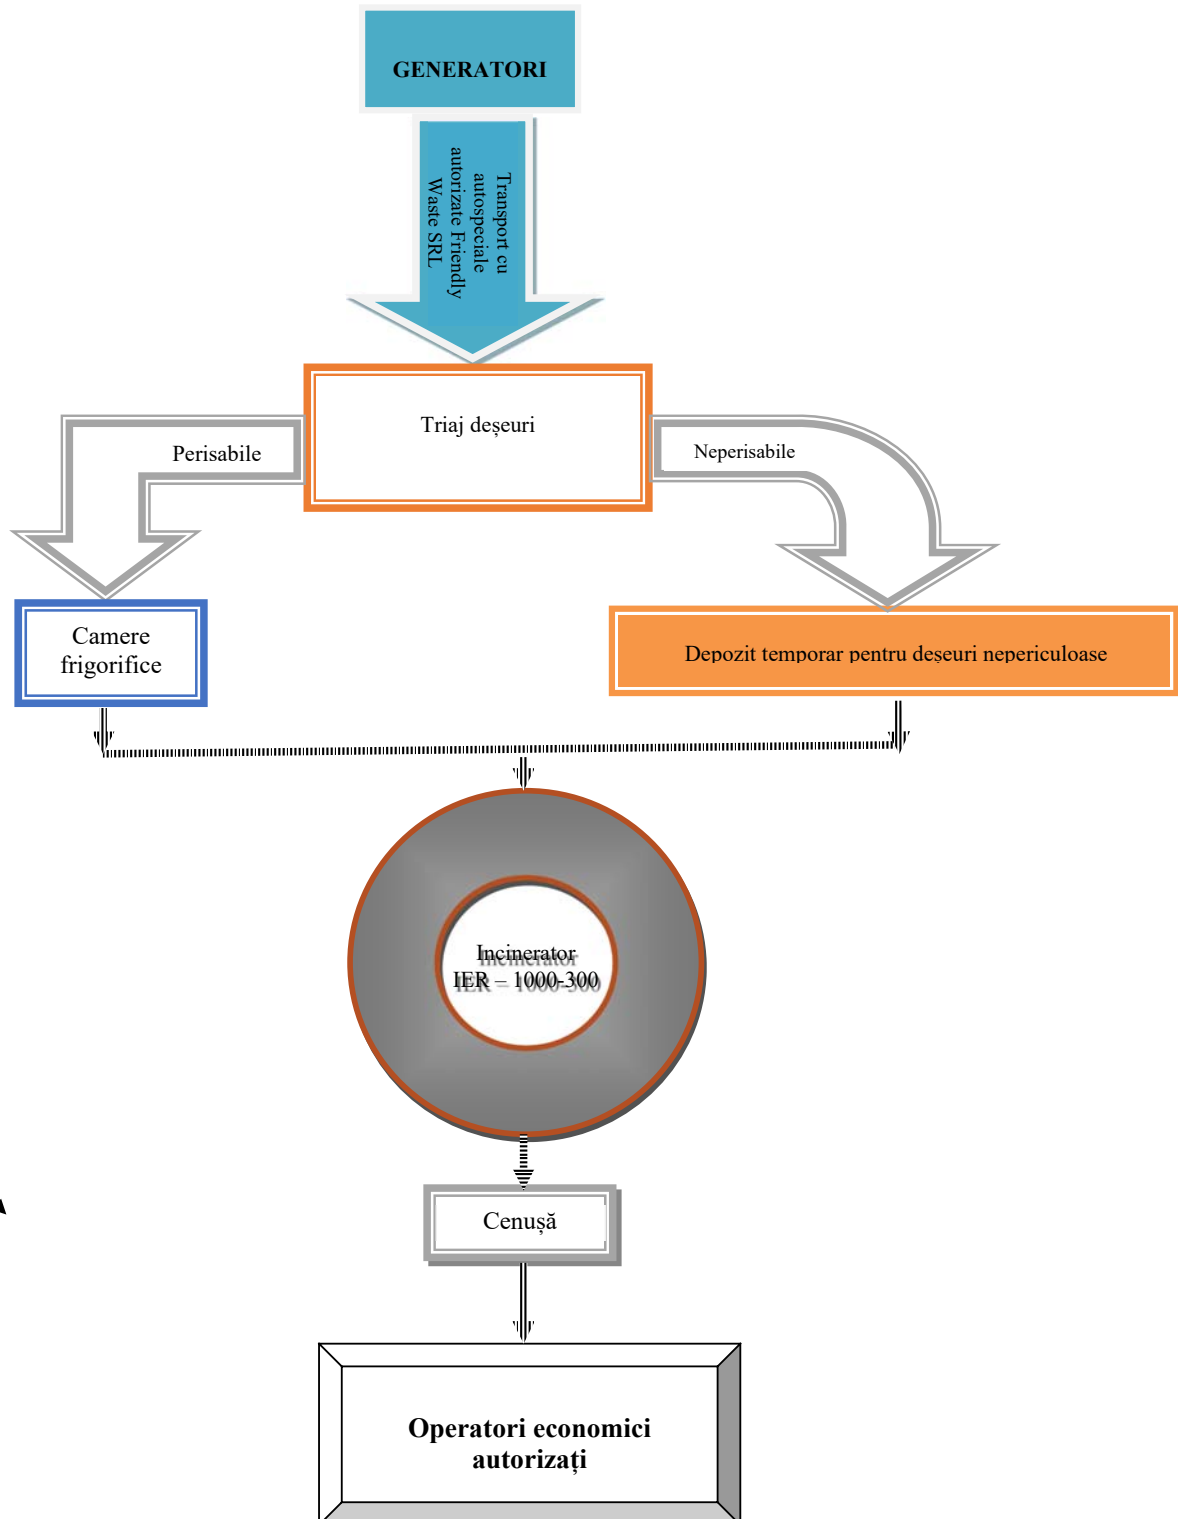 GENERATORI
Transport cu
autospeciale
autorizate Friendly
Waste SRL
Triaj deșeuri
Perisabile
Neperisabile
Camere
frigorifice
Depozit temporar pentru deșeuri nepericuloase
Incinerator
IER – 1000-300
Cenușă
Operatori economici
autorizați